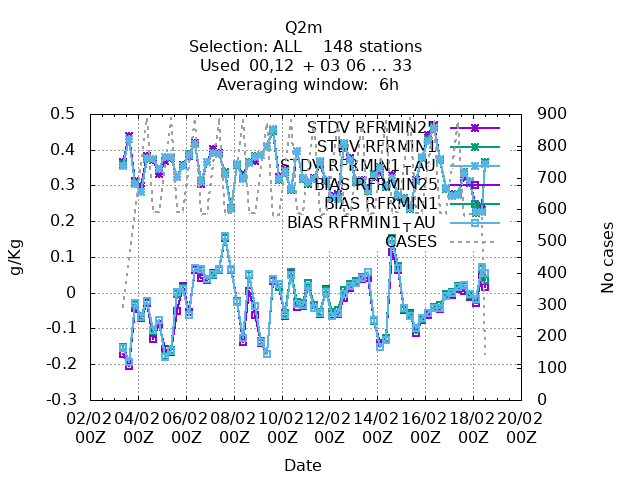 Q2m
Selection: ALL 148 stations
Used 00,12 + 03 06 ... 33
Averaging window: 6h
0.5
0.4
0.3
0.2
0.1
0
-0.1
-0.2
-0.3
g/Kg
900
800
700
600
500
400
300
200
100
0
No cases
STDV RFRMIN25
STDV RFRMIN1
STDV RFRMIN1_AU
BIAS RFRMIN25
BIAS RFRMIN1
BIAS RFRMIN1_AU
CASES
02/02 04/02 06/02 08/02 10/02 12/02 14/02 16/02 18/02 20/02
00Z 00Z 00Z 00Z 00Z 00Z 00Z 00Z 00Z 00Z
Date